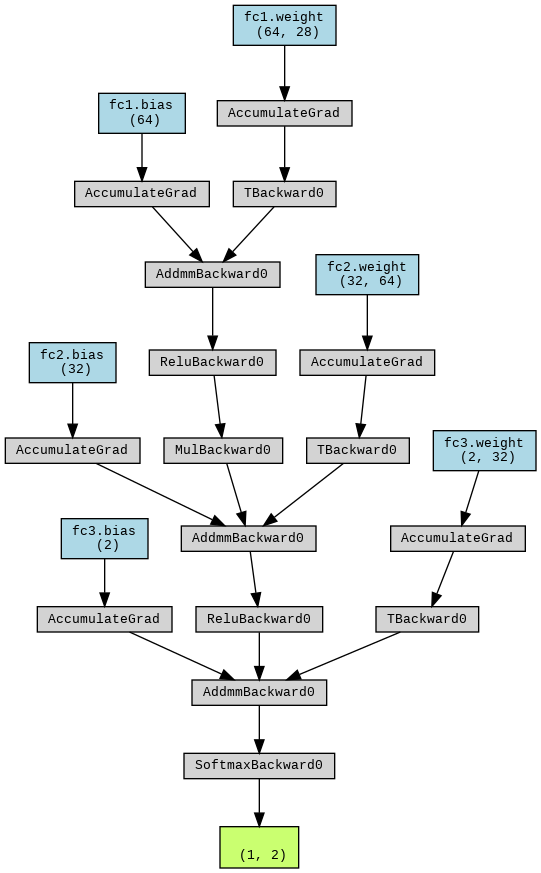 fc1.weight
(64, 28)
fc1.bias
(64)
AccumulateGrad
AccumulateGrad
TBackward0
AddmmBackward0
fc2.weight
(32, 64)
fc2.bias
(32)
ReluBackward0
AccumulateGrad
AccumulateGrad
MulBackward0
TBackward0
fc3.weight
(2, 32)
fc3.bias
(2)
AddmmBackward0
AccumulateGrad
AccumulateGrad
ReluBackward0
TBackward0
AddmmBackward0
SoftmaxBackward0
(1, 2)